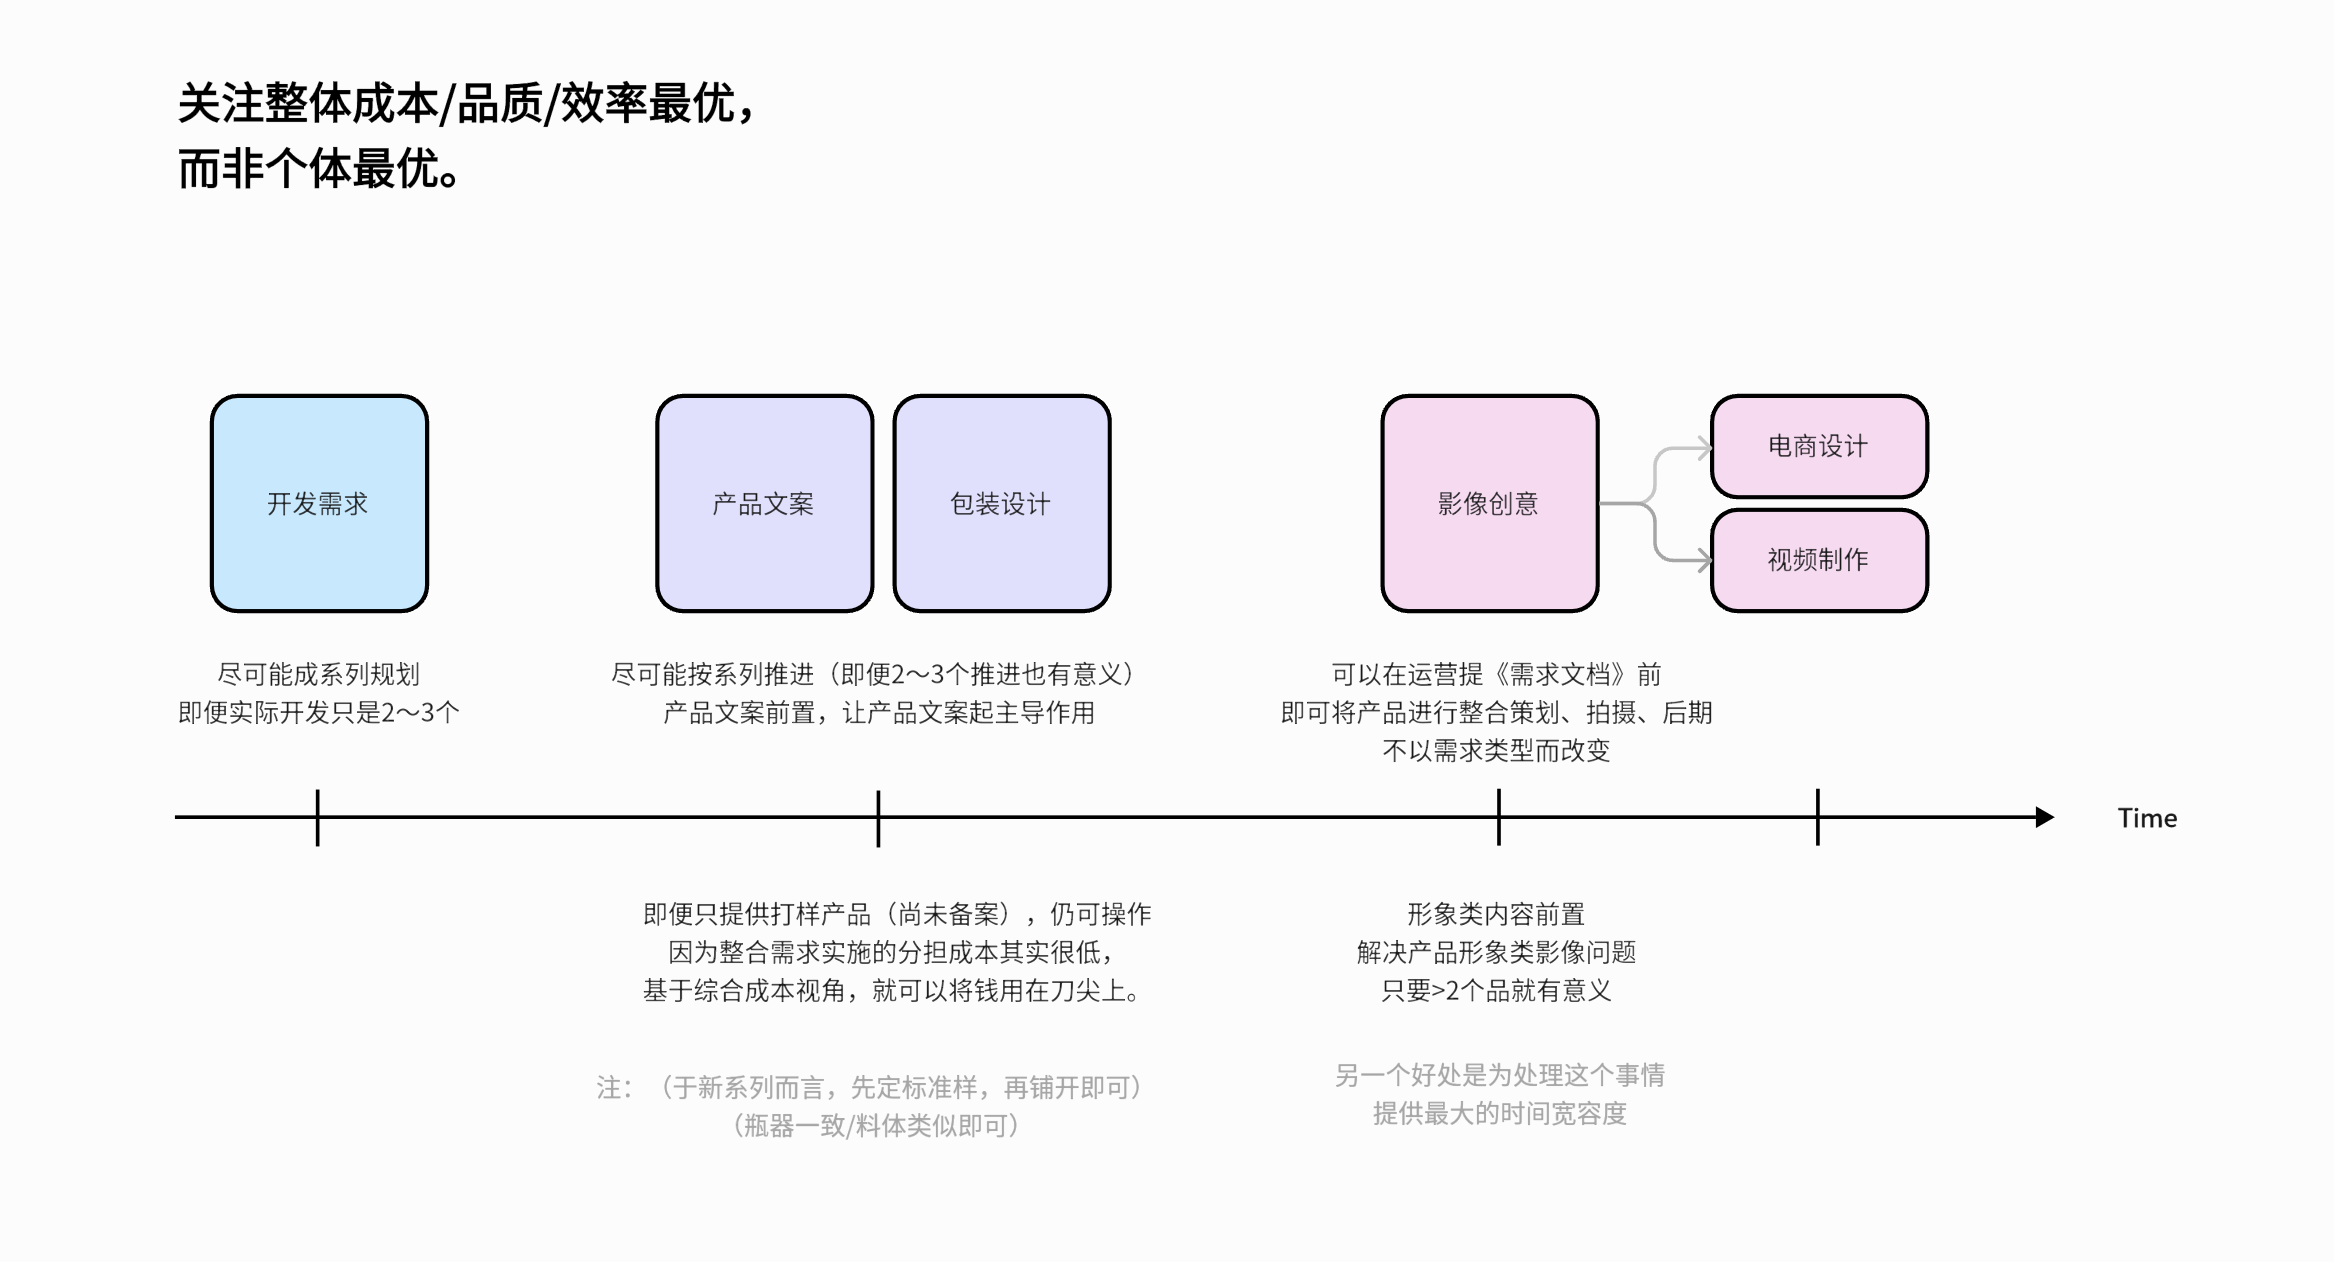 关注整体成本/品质/效率最优，
而非个体最优。
开发需求
产品文案
包装设计
影像创意
电商设计
视频制作
尽可能成系列规划
即便实际开发只是2～3个
尽可能按系列推进（即便2～3个推进也有意义）
产品文案前置，让产品文案起主导作用
可以在运营提《需求文档》前
即可将产品进行整合策划、拍摄、后期
不以需求类型而改变
Time
即便只提供打样产品（尚未备案），仍可操作
因为整合需求实施的分担成本其实很低，
基于综合成本视角，就可以将钱用在刀尖上。
注：（于新系列而言，先定标准样，再铺开即可）
（瓶器一致/料体类似即可）
形象类内容前置
解决产品形象类影像问题
只要>2个品就有意义
另一个好处是为处理这个事情
提供最大的时间宽容度